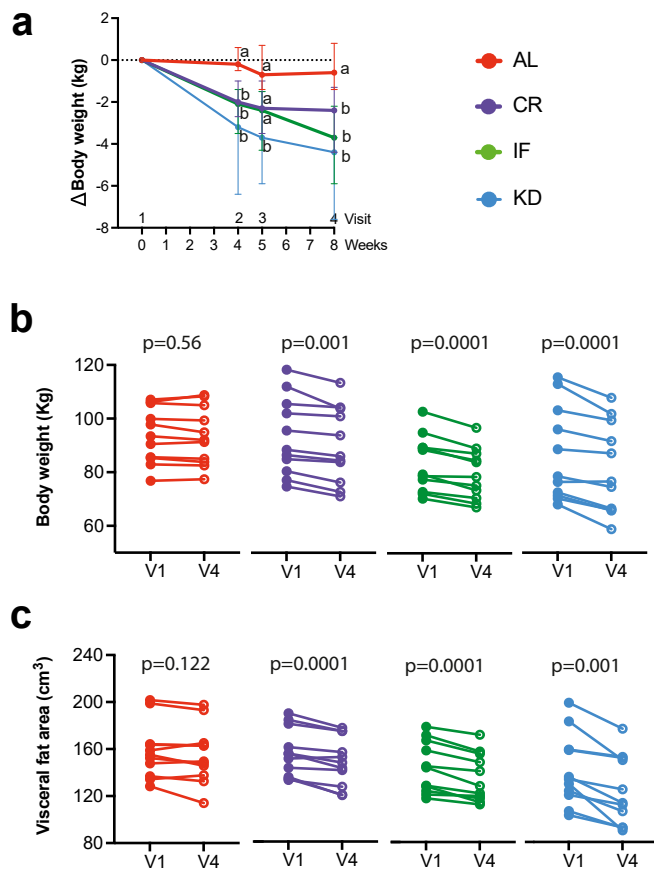 a
Δ Body weight (kg)
2
0
-2
-4
-6
-8
a
a
a
b
a
b
b
a
b
b
b
b
1
2
3
4
Visit
0
1
2
3
4
5
6
7
8
Weeks
AL
CR
IF
KD
b
p=0.56
p=0.001
p=0.0001
p=0.0001
Body weight (Kg)
120
100
80
60
V1
V4
V1
V4
V1
V4
V1
V4
c
p=0.122
p=0.0001
p=0.0001
p=0.001
Visceral fat area (cm³)
240
200
160
120
80
V1
V4
V1
V4
V1
V4
V1
V4